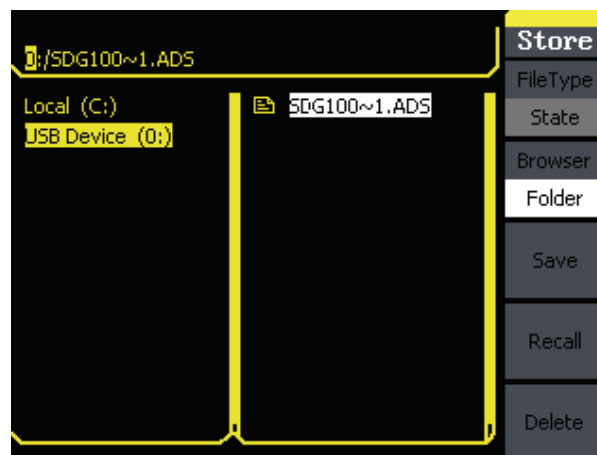 0:/SDG100~1.ADS
Local (C:)
USB Device (0:)
SDG100~1.ADS
Store
FileType
State
Browser
Folder
Save
Recall
Delete